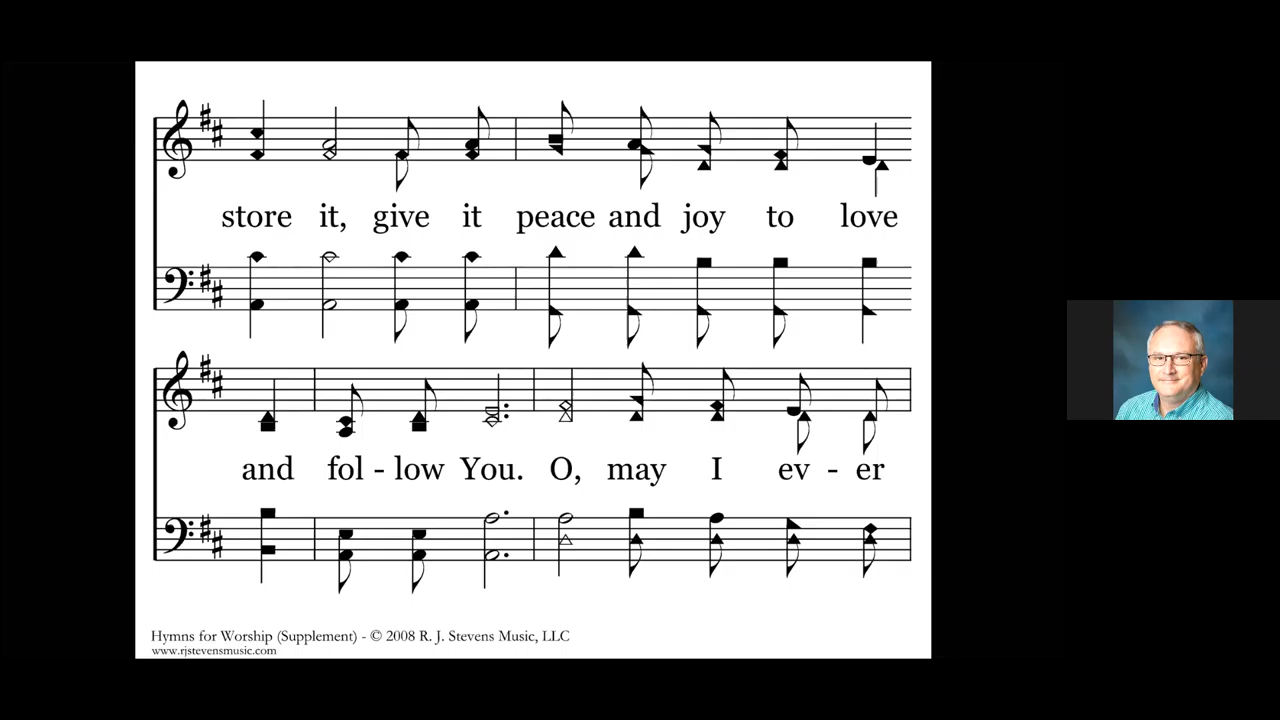 store it, give it peace and joy to love
and fol - low You. O, may I ev - er
Hymns for Worship (Supplement) - © 2008 R. J. Stevens Music, LLC
www.rjstevensmusic.com